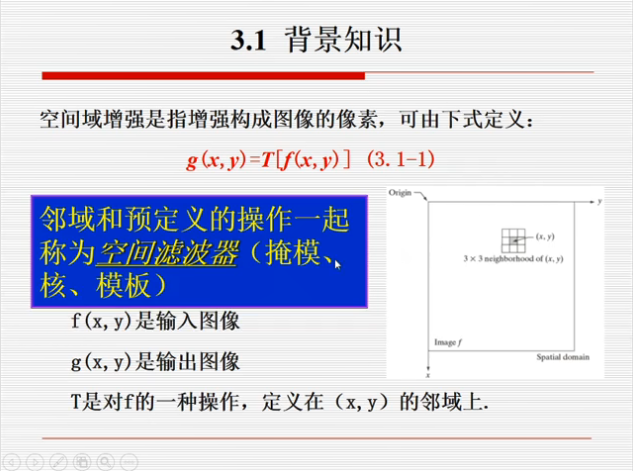 3.1 背景知识
空间域增强是指增强构成图像的像素，可由下式定义：
g(x,y)=T[f(x,y)] (3.1-1)
邻域和预定义的操作一起
称为空间滤波器（掩模、
核、模板）
f(x,y)是输入图像
g(x,y)是输出图像
T是对f的一种操作，定义在（x,y）的邻域上.
Origin
y
(x, y)
3 × 3 neighborhood of (x, y)
Image f
Spatial domain
x